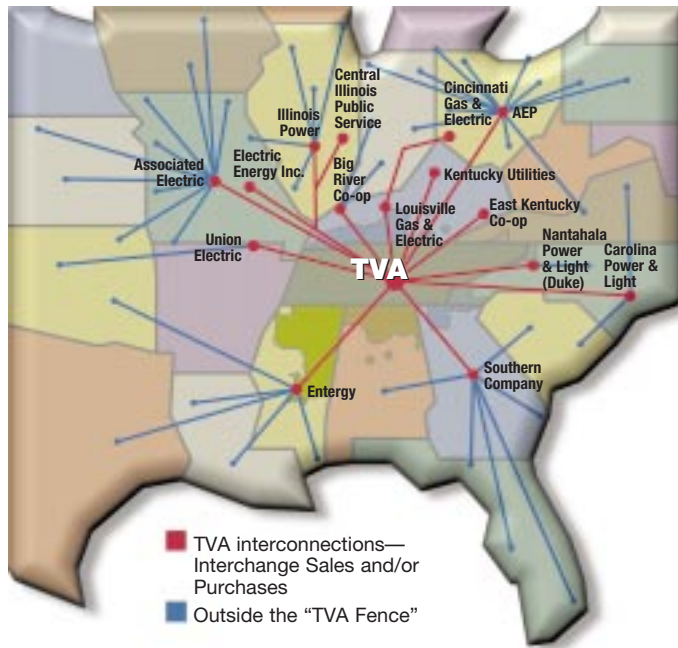 Central
Illinois
Public
Service
Cincinnati
Gas &
Electric
AEP
Illinois
Power
Associated
Electric
Electric
Energy Inc.
Big
River
Co-op
Kentucky Utilities
Louisville
Gas &
Electric
East Kentucky
Co-op
Union
Electric
Nantahala
Power
& Light
(Duke)
Carolina
Power &
Light
TVA
Entergy
Southern
Company
TVA interconnections—
Interchange Sales and/or
Purchases
Outside the “TVA Fence”